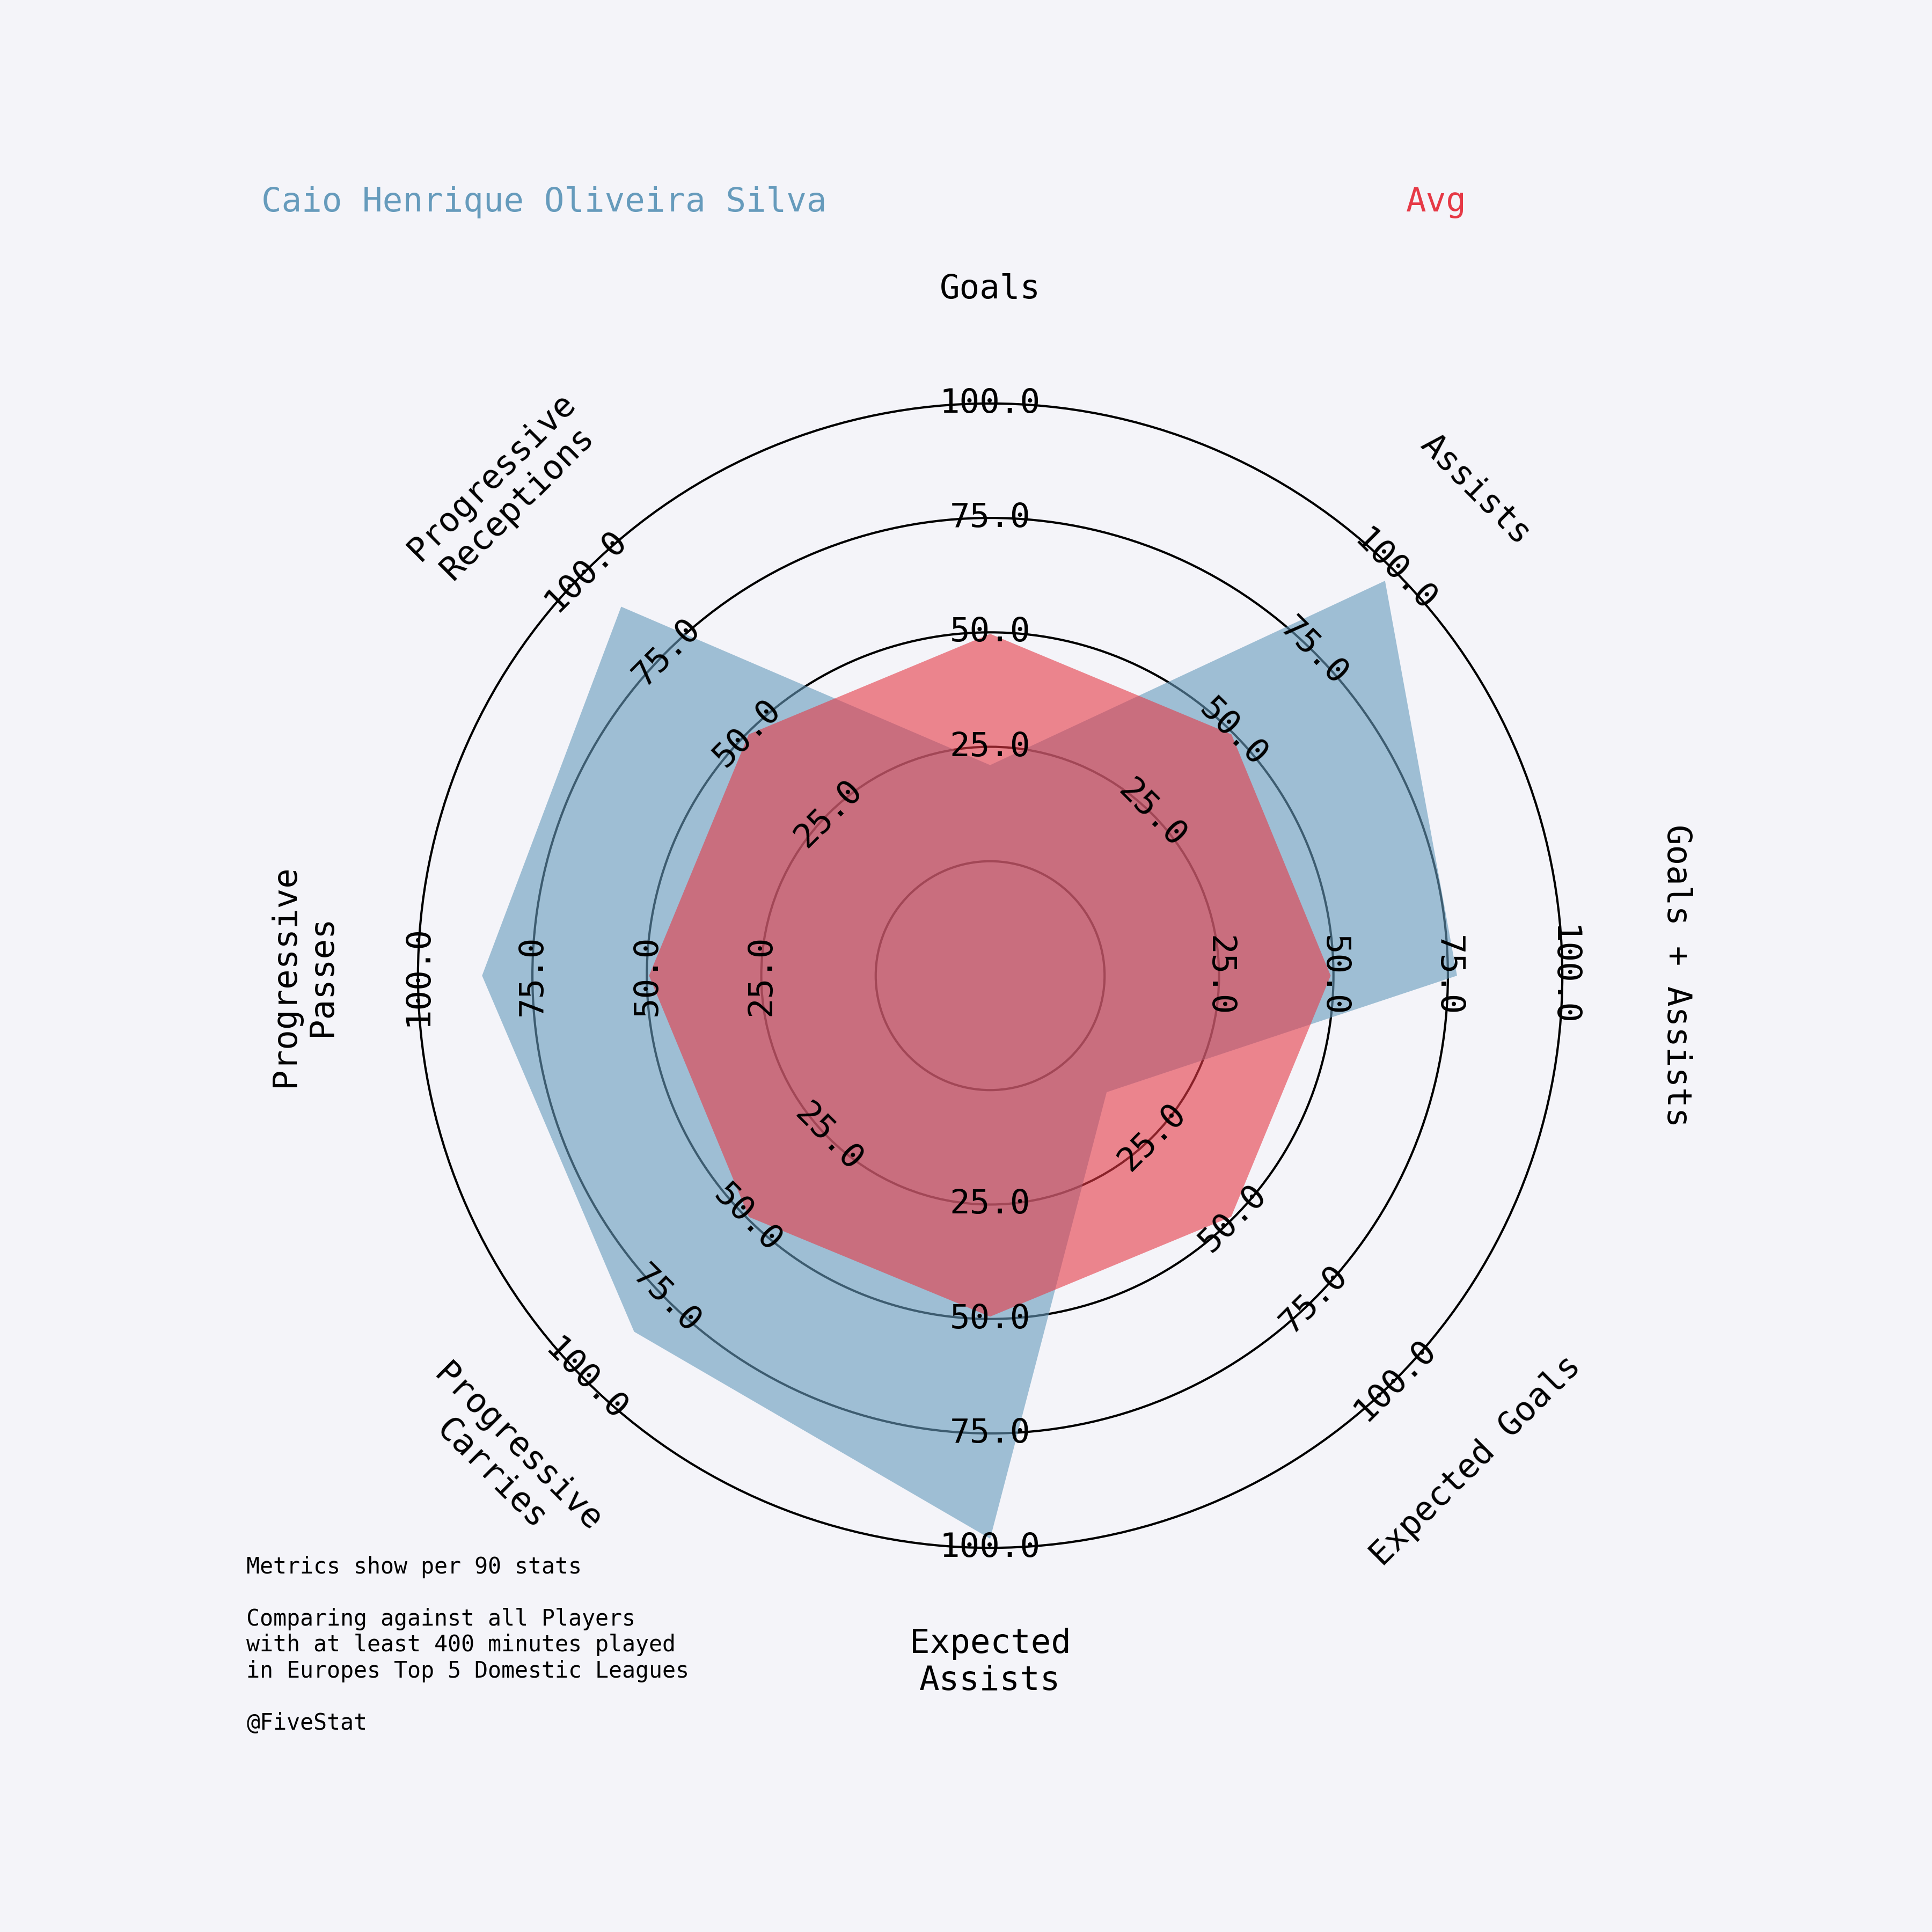 Caio Henrique Oliveira Silva
Avg
Goals
Assists
Goals + Assists
Expected Goals
Expected
Assists
Progressive
Carries
Progressive
Passes
Progressive
Receptions
25.0
50.0
75.0
100.0
25.0
50.0
75.0
100.0
25.0
50.0
75.0
100.0
25.0
50.0
75.0
100.0
25.0
50.0
75.0
100.0
25.0
50.0
75.0
100.0
25.0
50.0
75.0
100.0
25.0
50.0
75.0
100.0
Metrics show per 90 stats
Comparing against all Players
with at least 400 minutes played
in Europes Top 5 Domestic Leagues
@FiveStat